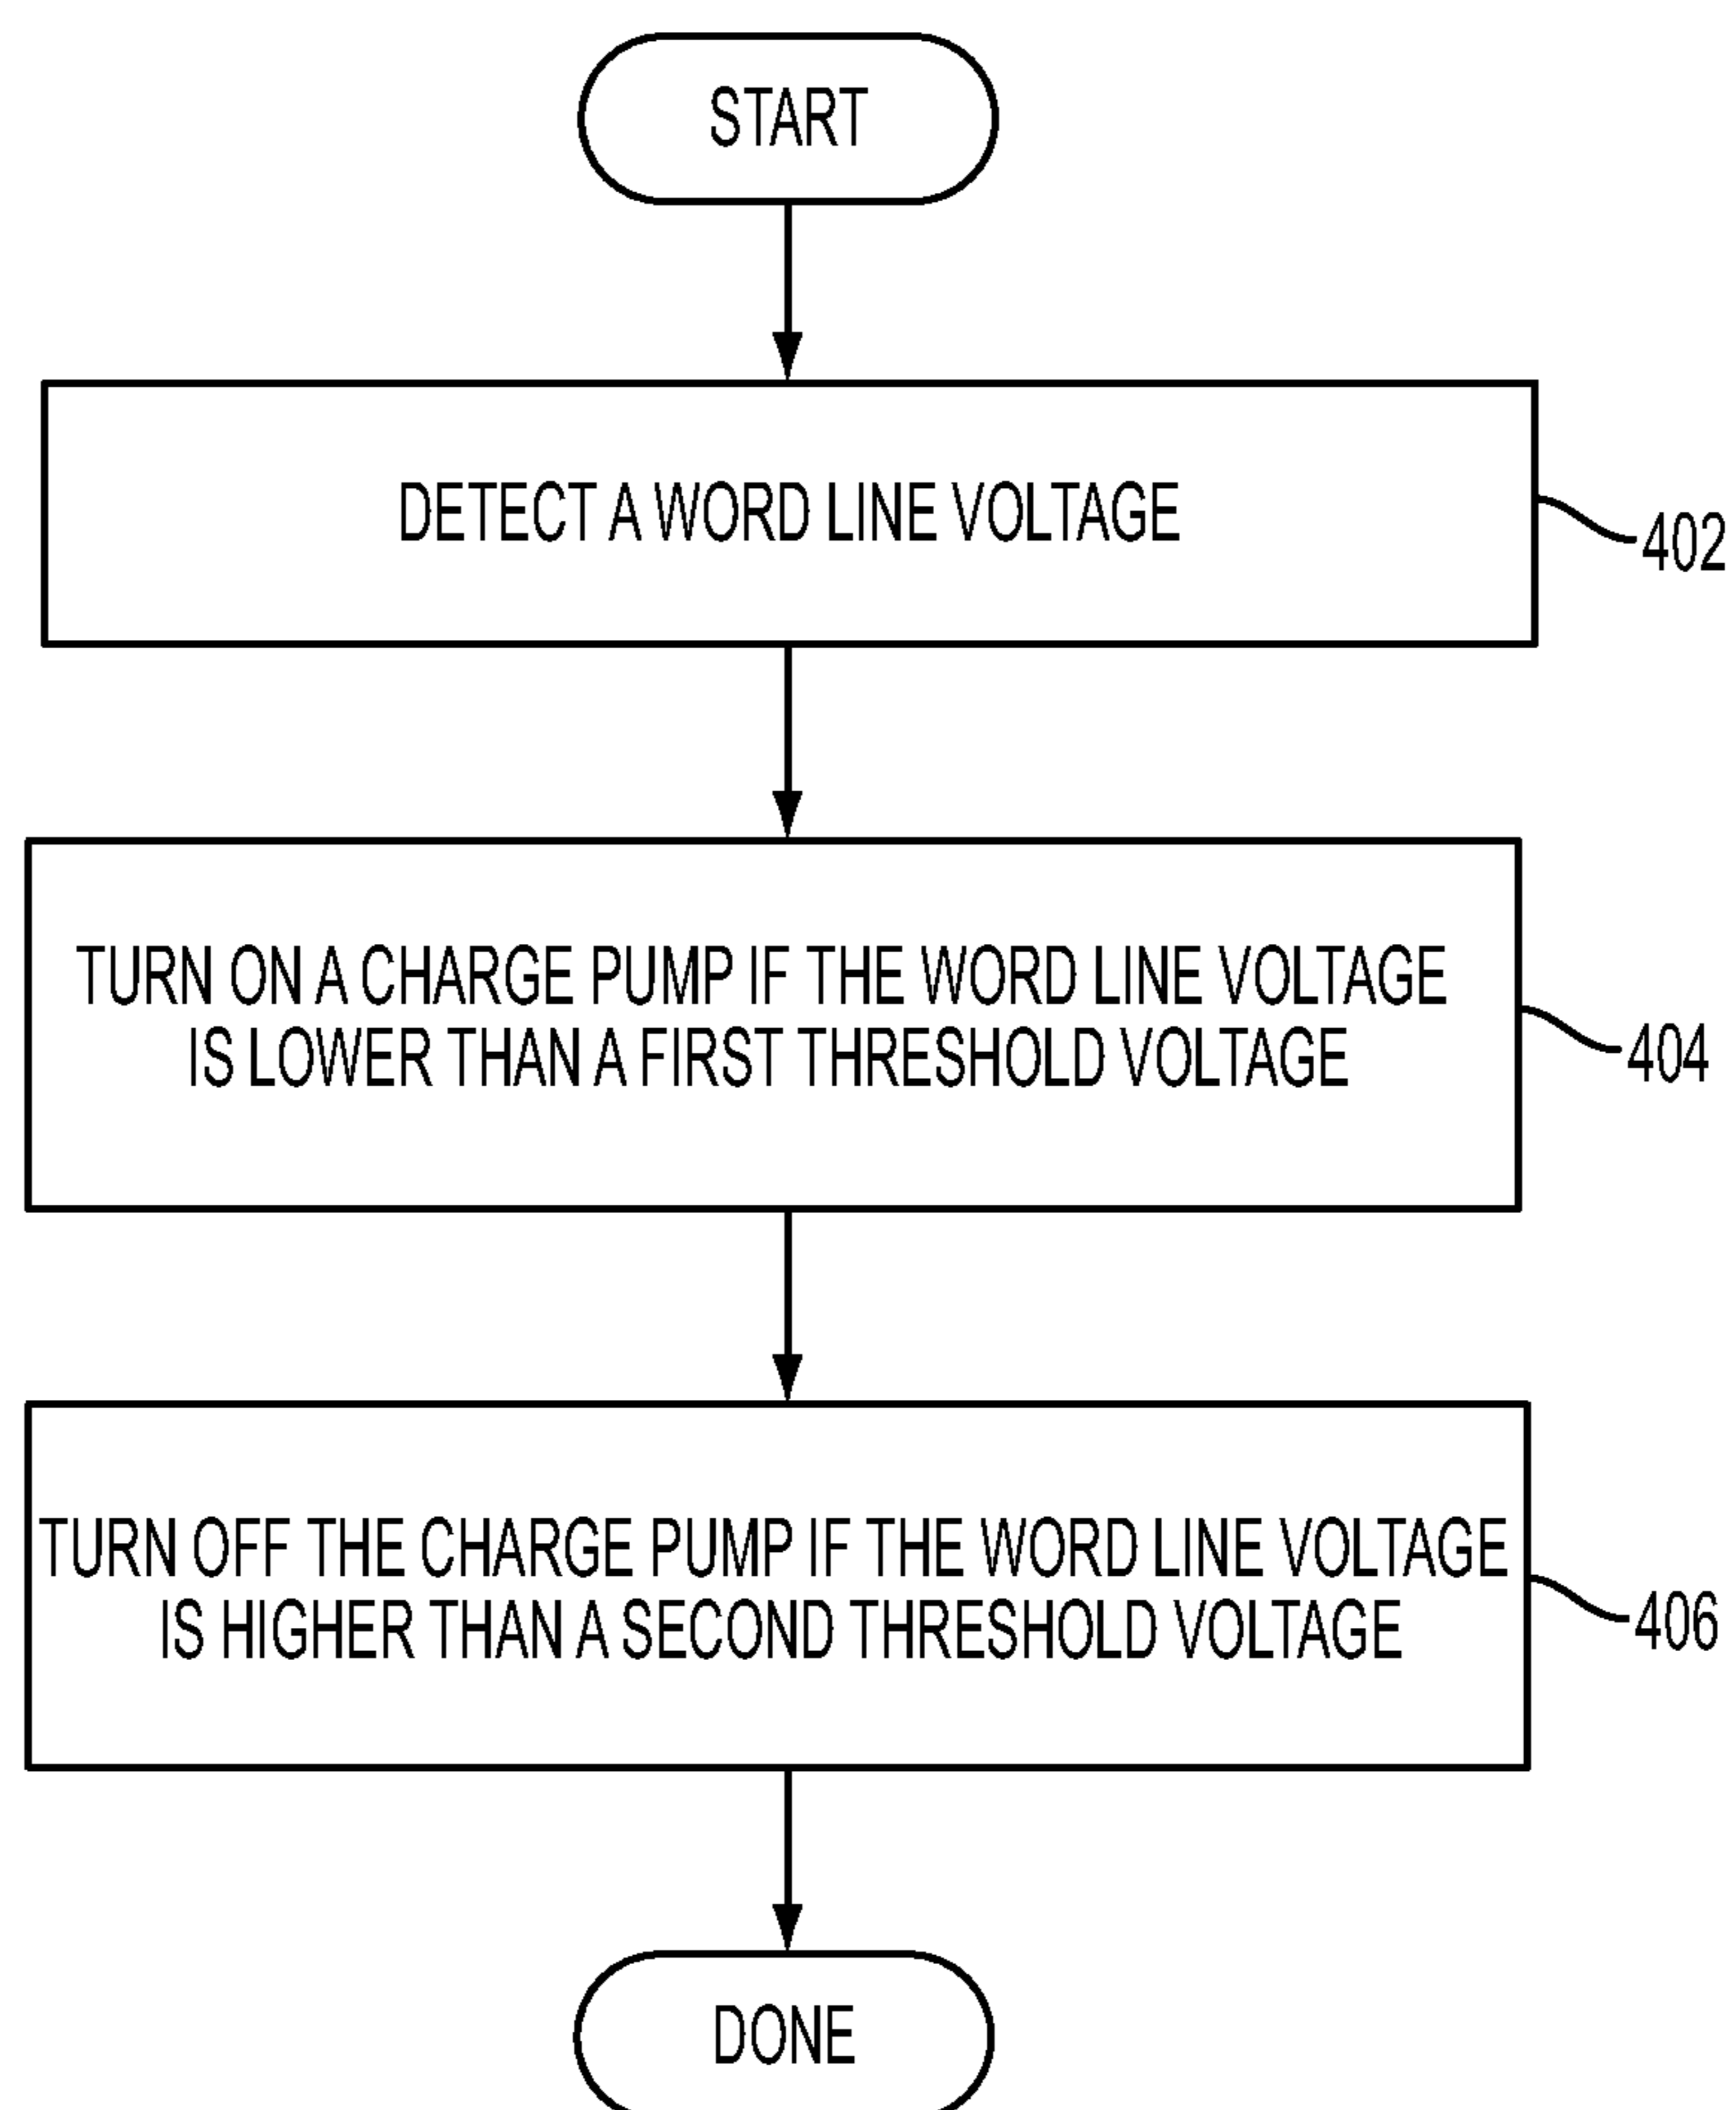 START
DETECT A WORD LINE VOLTAGE
402
TURN ON A CHARGE PUMP IF THE WORD LINE VOLTAGE
IS LOWER THAN A FIRST THRESHOLD VOLTAGE
404
TURN OFF THE CHARGE PUMP IF THE WORD LINE VOLTAGE
IS HIGHER THAN A SECOND THRESHOLD VOLTAGE
406
DONE